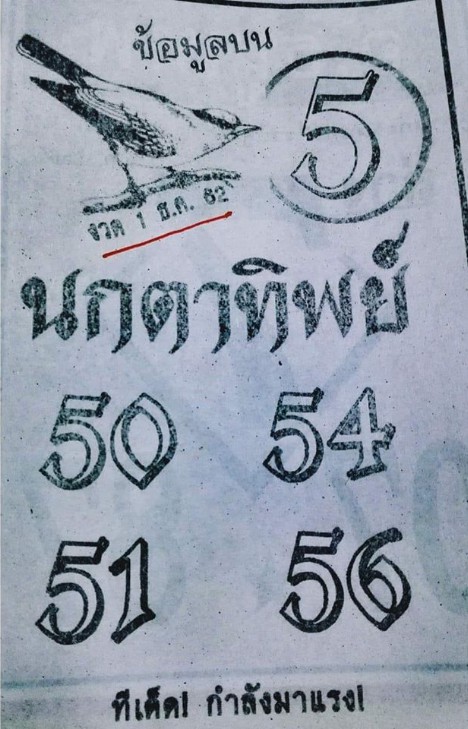 ข้อมูลบน
5
งวด 1 ธ.ค. 62
นกตาทิพย์
50 54
51 56
ทีเด็ด! กำลังมาแรง!